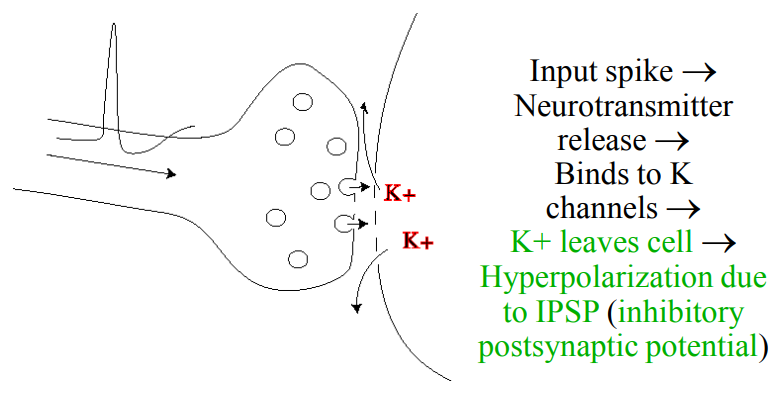 K+
K+
Input spike →
Neurotransmitter
release →
Binds to K
channels →
K+ leaves cell →
Hyperpolarization due
to IPSP (inhibitory
postsynaptic potential)